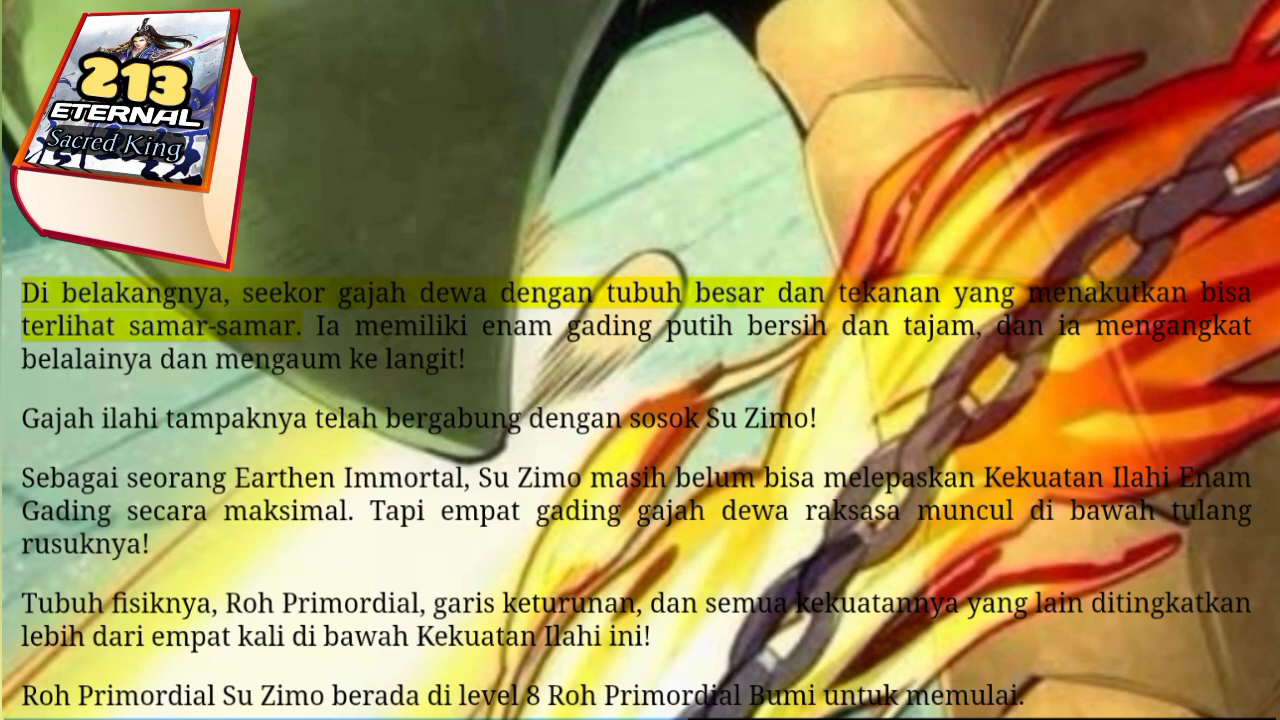 213
ETERNAL
Sacred King
Di belakangnya, seekor gajah dewa dengan tubuh besar dan tekanan yang menakutkan bisa
terlihat samar-samar. Ia memiliki enam gading putih bersih dan tajam, dan ia mengangkat
belalainya dan mengaum ke langit!
Gajah ilahi tampaknya telah bergabung dengan sosok Su Zimo!
Sebagai seorang Earthen Immortal, Su Zimo masih belum bisa melepaskan Kekuatan Ilahi Enam
Gading secara maksimal. Tapi empat gading gajah dewa raksasa muncul di bawah tulang
rusuknya!
Tubuh fisiknya, Roh Primordial, garis keturunan, dan semua kekuatannya yang lain ditingkatkan
lebih dari empat kali di bawah Kekuatan Ilahi ini!
Roh Primordial Su Zimo berada di level 8 Roh Primordial Bumi untuk memulai.